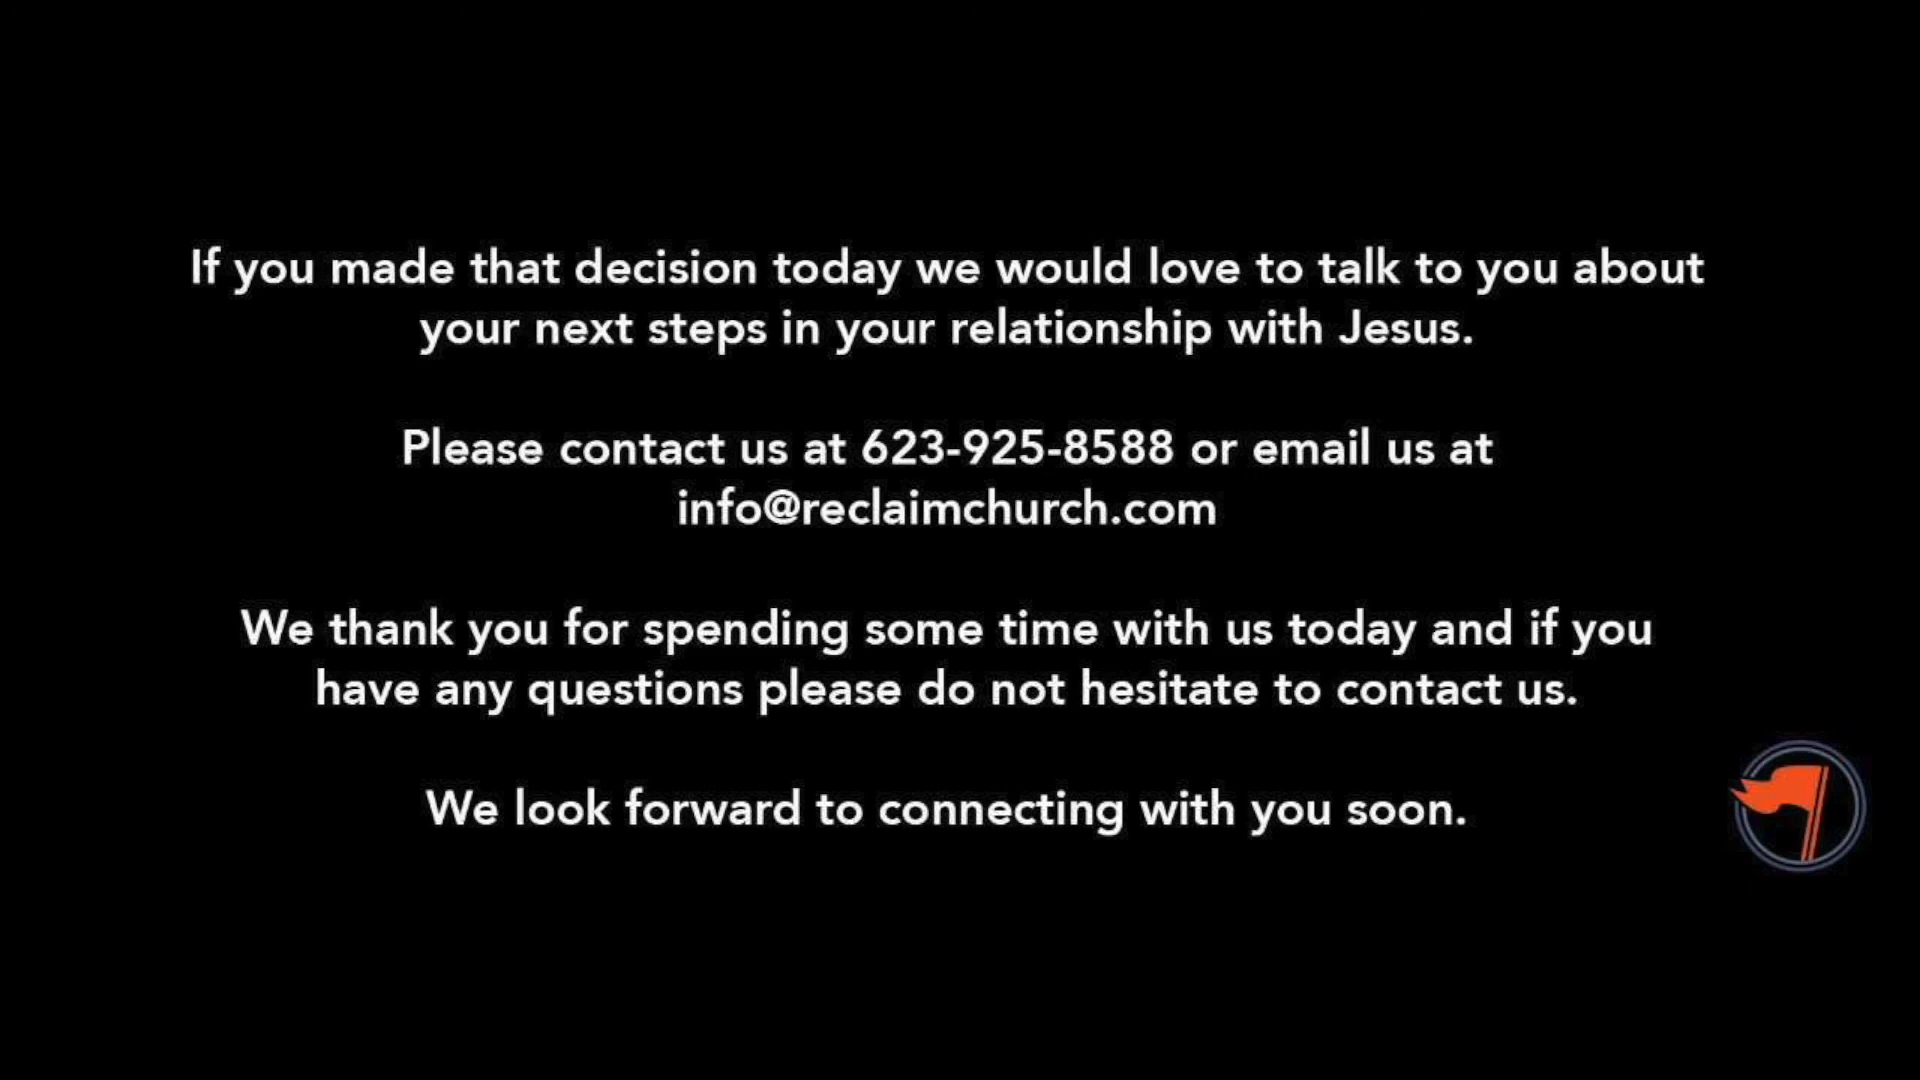 If you made that decision today we would love to talk to you about
your next steps in your relationship with Jesus.
Please contact us at 623-925-8588 or email us at
info@reclaimchurch.com
We thank you for spending some time with us today and if you
have any questions please do not hesitate to contact us.
We look forward to connecting with you soon.